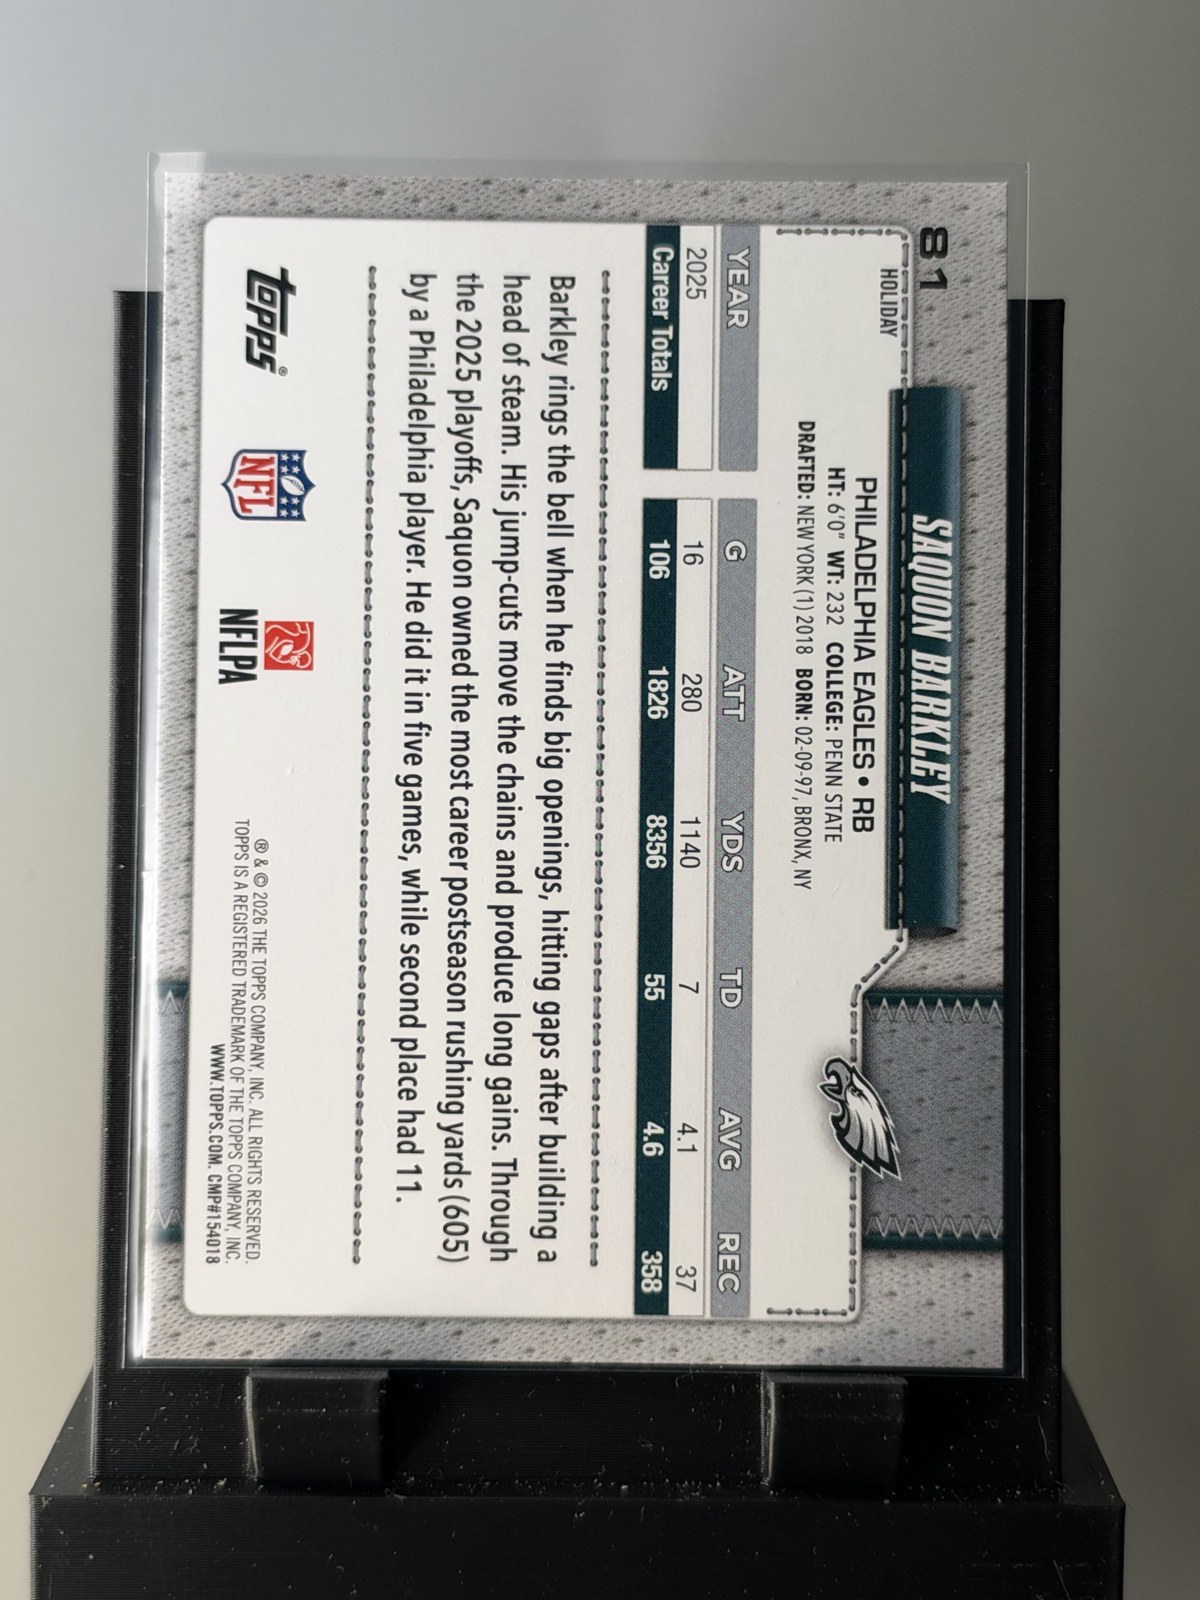 81
HOLIDAY
SAQUON BARKLEY
PHILADELPHIA EAGLES • RB
HT: 6'0" WT: 232 COLLEGE: PENN STATE
DRAFTED: NEW YORK (1) 2018 BORN: 02-09-97, BRONX, NY
YEAR G ATT YDS TD AVG REC
2025 16 280 1140 7 4.1 37
Career Totals 106 1826 8356 55 4.6 358
Barkley rings the bell when he finds big openings, hitting gaps after building a
head of steam. His jump-cuts move the chains and produce long gains. Through
the 2025 playoffs, Saquon owned the most career postseason rushing yards (605)
by a Philadelphia player. He did it in five games, while second place had 11.
topps®
NFL
NFLPA
® & © 2026 THE TOPPS COMPANY, INC. ALL RIGHTS RESERVED.
TOPPS IS A REGISTERED TRADEMARK OF THE TOPPS COMPANY, INC.
WWW.TOPPS.COM. CMP#154018